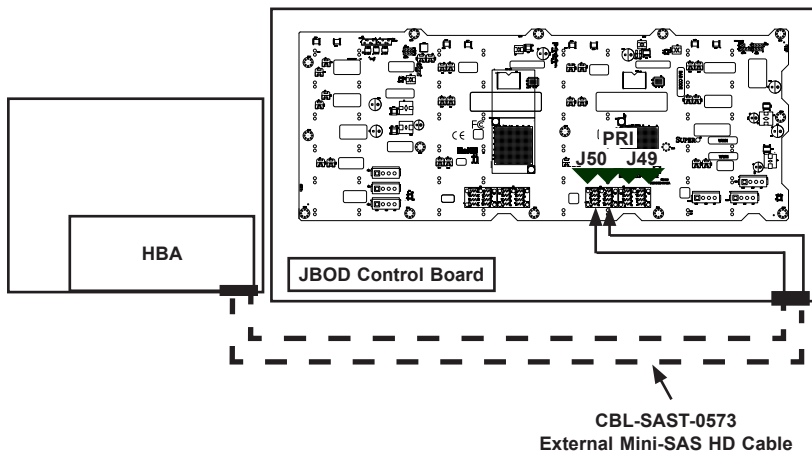 PRI
J50 J49
HBA
JBOD Control Board
CBL-SAST-0573
External Mini-SAS HD Cable